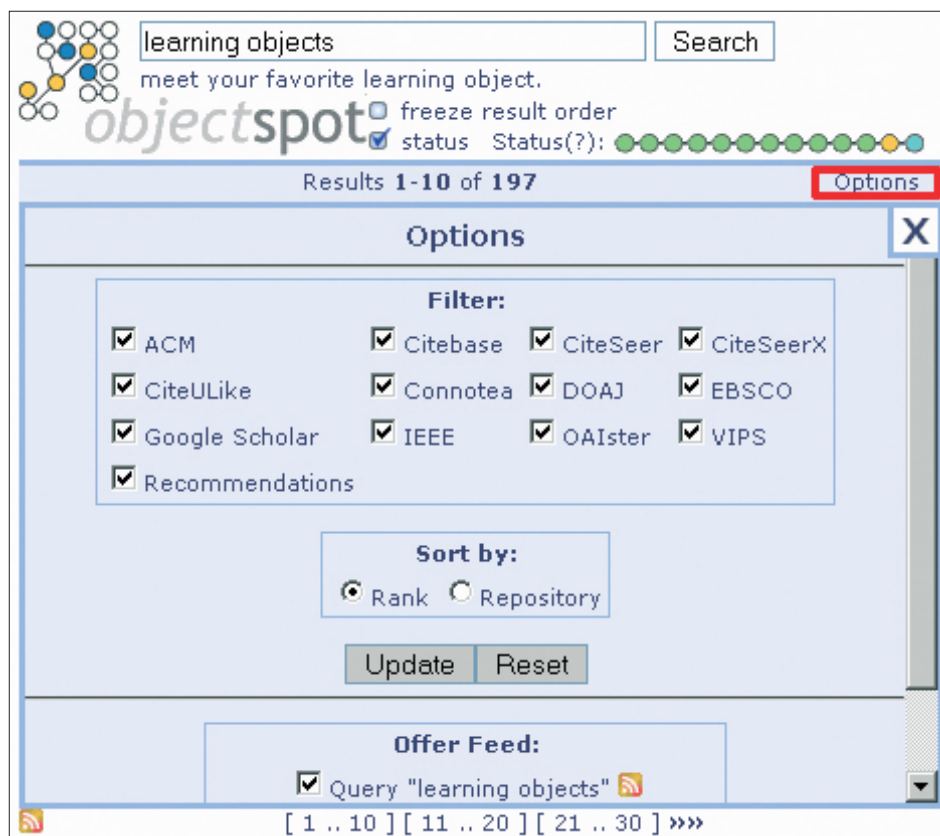 learning objects Search
meet your favorite learning object.
objectspot
freeze result order
status Status(?):
Results 1-10 of 197 Options
Options X
Filter:
ACM Citebase CiteSeer CiteSeerX
CiteULike Connotea DOAJ EBSCO
Google Scholar IEEE OAIster VIPS
Recommendations
Sort by:
Rank Repository
Update Reset
Offer Feed:
Query "learning objects"
[ 1 .. 10 ] [ 11 .. 20 ] [ 21 .. 30 ] »»